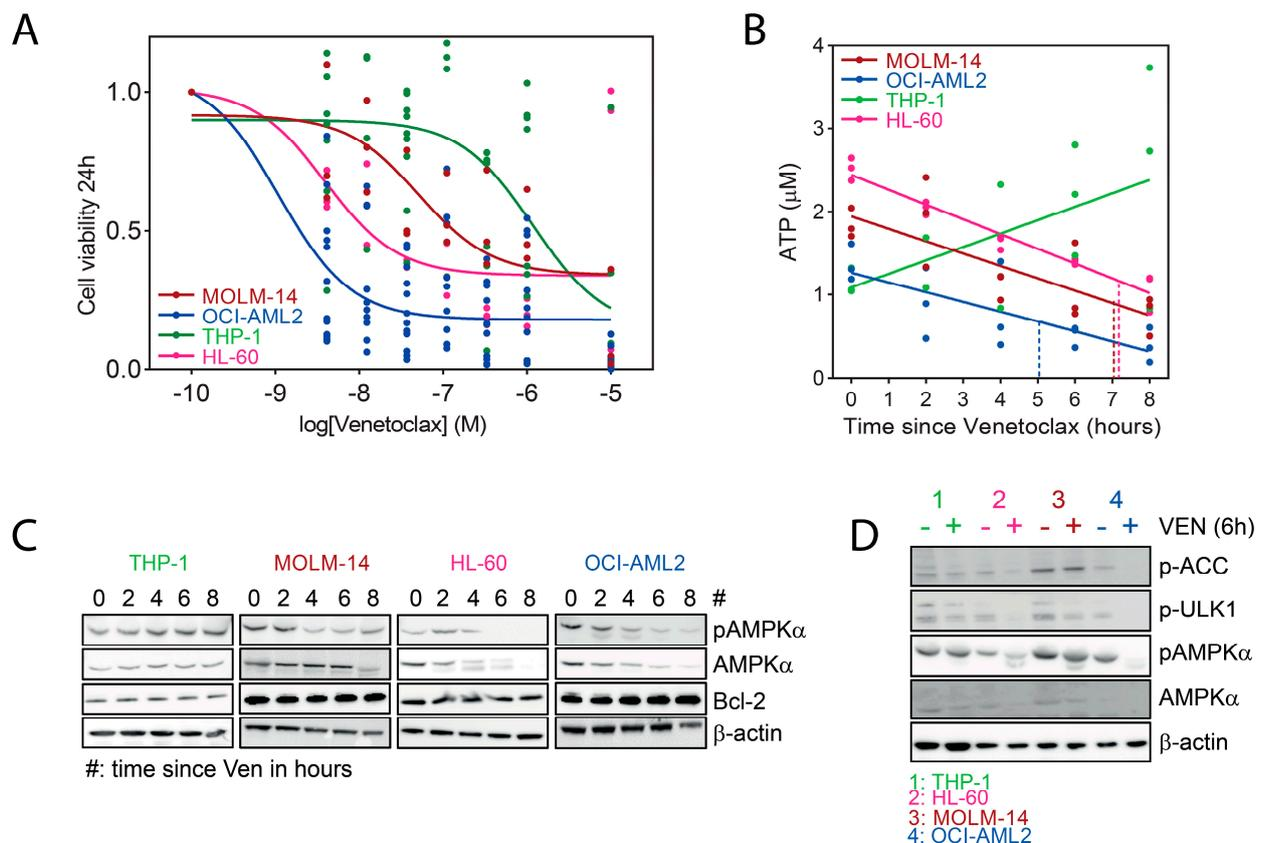 A
Cell viability 24h
1.0
0.5
0.0
MOLM-14
OCI-AML2
THP-1
HL-60
-10 -9 -8 -7 -6 -5
log[Venetoclax] (M)
B
ATP (μM)
4
3
2
1
0
MOLM-14
OCI-AML2
THP-1
HL-60
0 1 2 3 4 5 6 7 8
Time since Venetoclax (hours)
C
THP-1 MOLM-14 HL-60 OCI-AML2
0 2 4 6 8 0 2 4 6 8 0 2 4 6 8 0 2 4 6 8 #
pAMPKα
AMPKα
Bcl-2
β-actin
#: time since Ven in hours
D
1 2 3 4
- + - + - + - + VEN (6h)
p-ACC
p-ULK1
pAMPKα
AMPKα
β-actin
1: THP-1
2: HL-60
3: MOLM-14
4: OCI-AML2